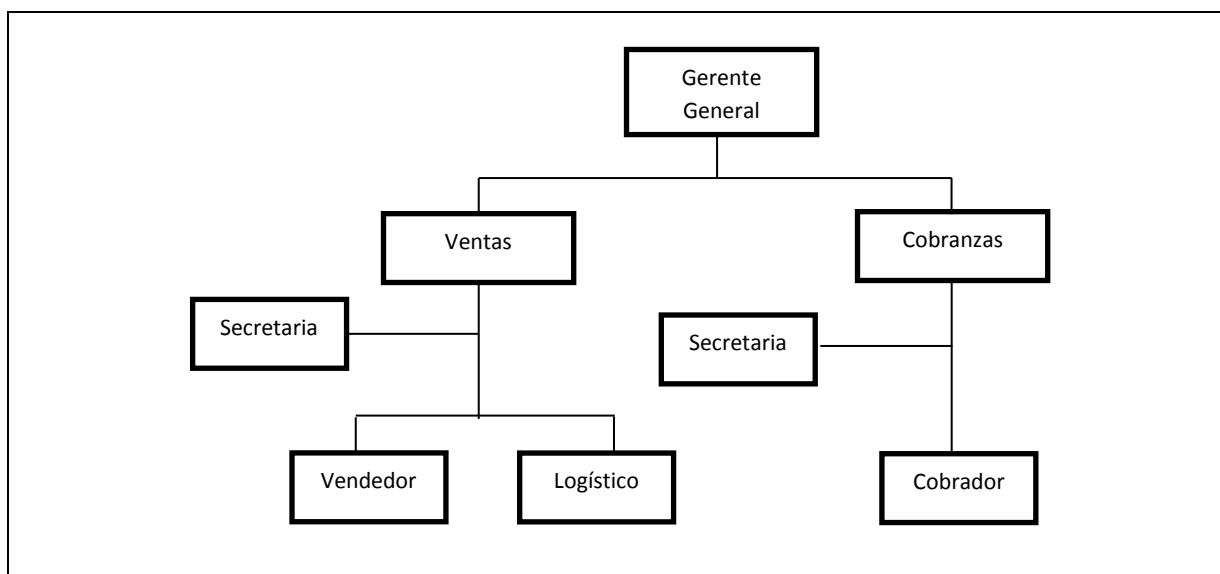 Gerente
General
Ventas
Cobranzas
Secretaria
Secretaria
Vendedor
Logístico
Cobrador